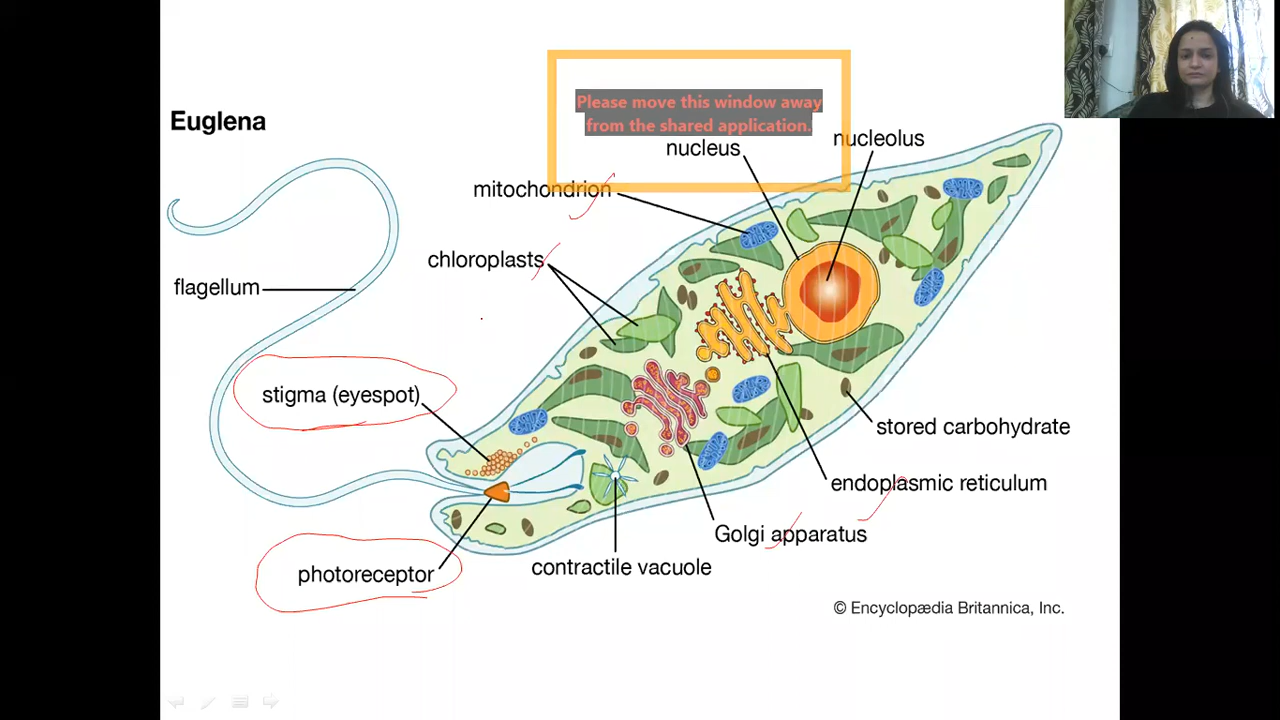 Please move this window away
from the shared application.
Euglena
nucleus
nucleolus
mitochondrion
chloroplasts
flagellum
stigma (eyespot)
stored carbohydrate
endoplasmic reticulum
Golgi apparatus
contractile vacuole
photoreceptor
© Encyclopædia Britannica, Inc.